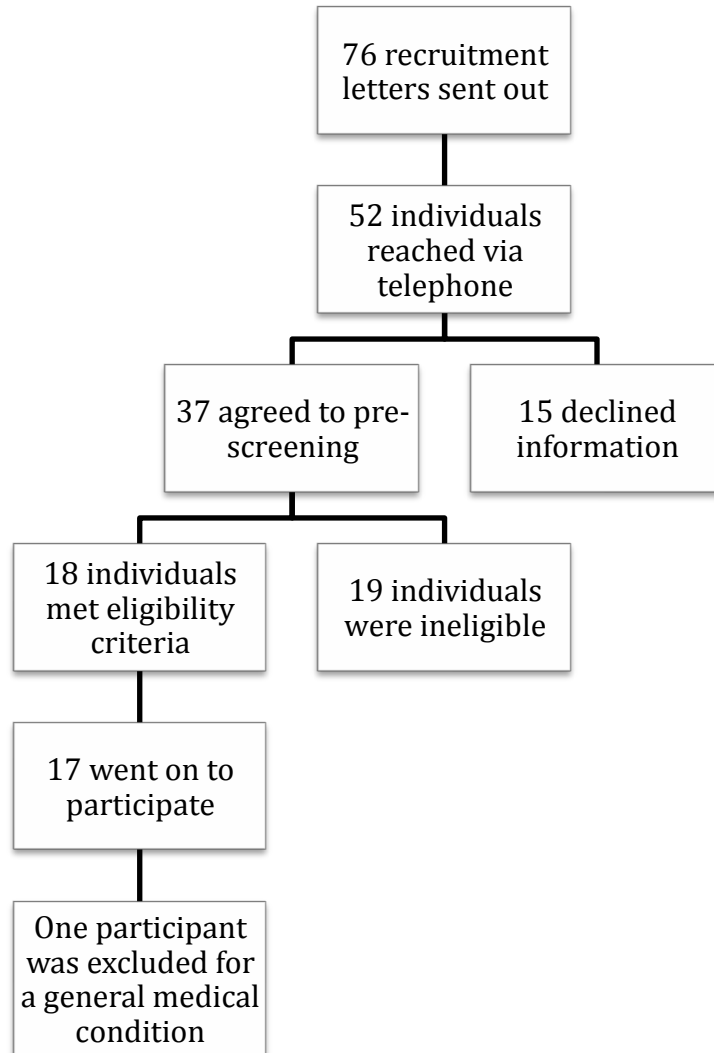 76 recruitment
letters sent out
52 individuals
reached via
telephone
37 agreed to pre-
screening
15 declined
information
18 individuals
met eligibility
criteria
19 individuals
were ineligible
17 went on to
participate
One participant
was excluded for
a general medical
condition